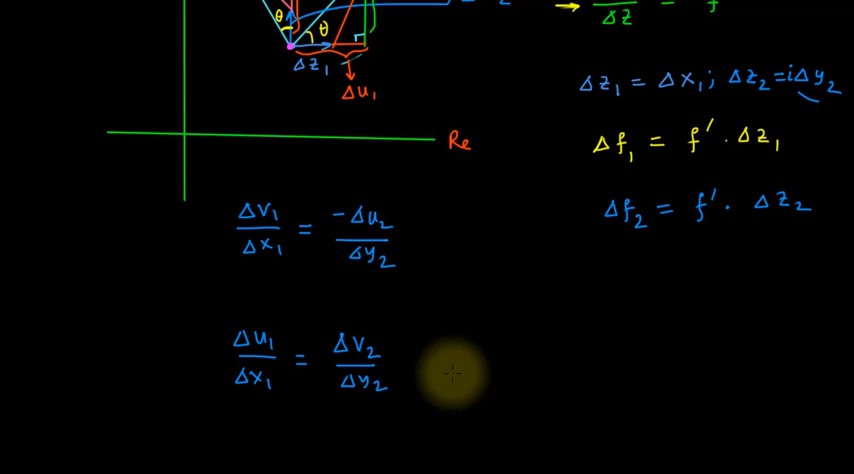 θ
θ
= 2
Δz₁
Δu₁
Re
→ /Δz = f
Δz₁ = Δx₁; Δz₂ = iΔy₂
Δf₁ = f′ · Δz₁
Δf₂ = f′ · Δz₂
Δv₁/Δx₁ = -Δu₂/Δy₂
Δu₁/Δx₁ = Δv₂/Δy₂